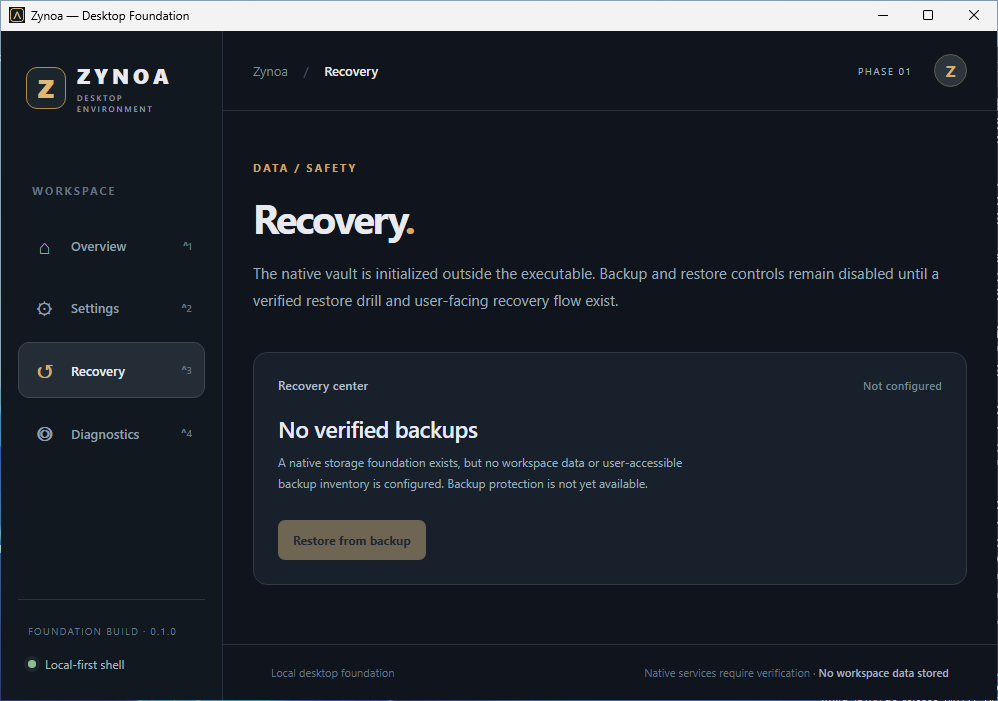 Zynoa — Desktop Foundation
Z
ZYNOA
DESKTOP
ENVIRONMENT
WORKSPACE
Overview ^1
Settings ^2
Recovery ^3
Diagnostics ^4
FOUNDATION BUILD · 0.1.0
Local-first shell
Zynoa / Recovery
PHASE 01
Z
DATA / SAFETY
Recovery.
The native vault is initialized outside the executable. Backup and restore controls remain disabled until a
verified restore drill and user-facing recovery flow exist.
Recovery center
Not configured
No verified backups
A native storage foundation exists, but no workspace data or user-accessible
backup inventory is configured. Backup protection is not yet available.
Restore from backup
Local desktop foundation
Native services require verification · No workspace data stored